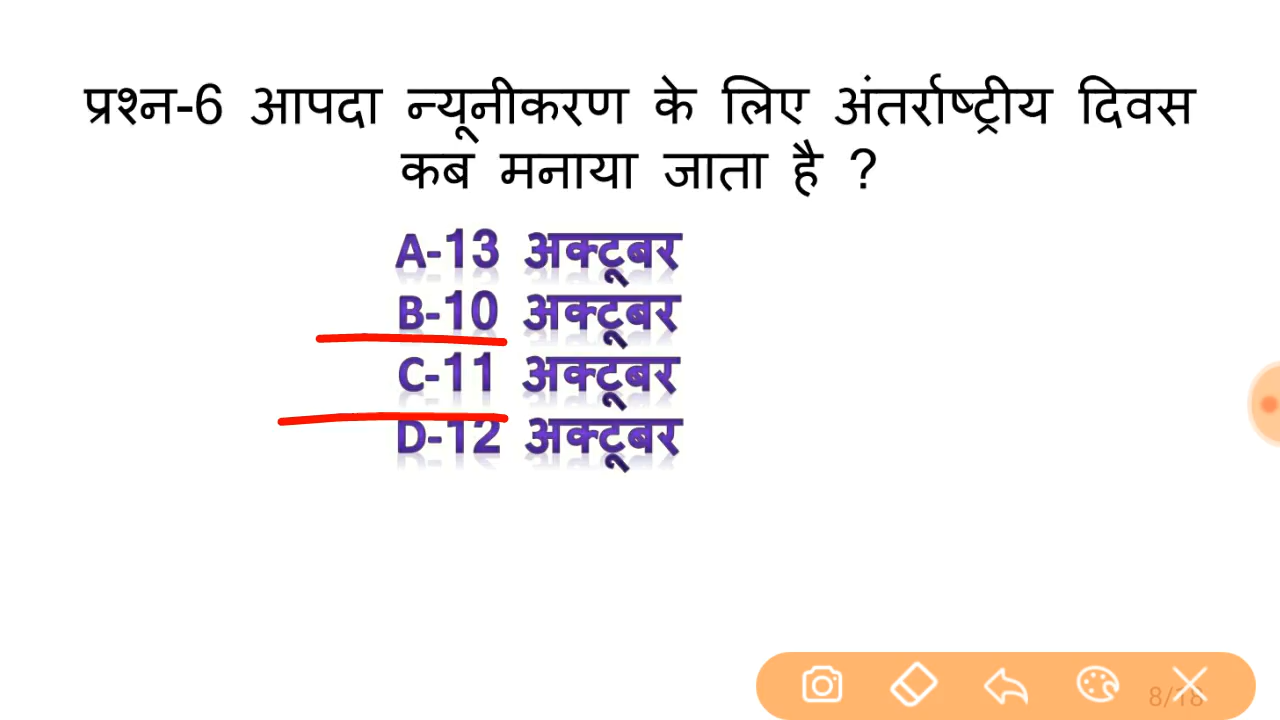 प्रश्न-6 आपदा न्यूनीकरण के लिए अंतर्राष्ट्रीय दिवस
कब मनाया जाता है ?
A-13 अक्टूबर
B-10 अक्टूबर
C-11 अक्टूबर
D-12 अक्टूबर
8/18